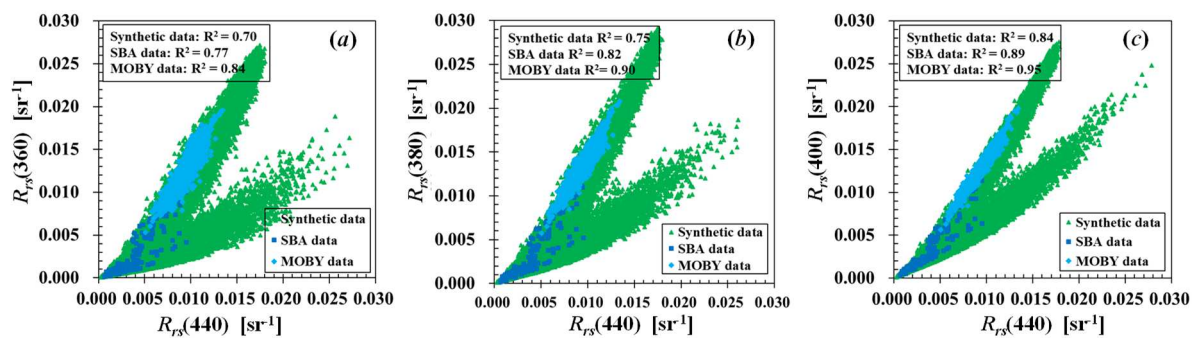 Synthetic data: R² = 0.70
SBA data: R² = 0.77
MOBY data: R² = 0.84
(a)
0.030
0.025
0.020
0.015
0.010
0.005
0.000
Rrs(360) [sr-1]
Synthetic data
SBA data
MOBY data
0.000 0.005 0.010 0.015 0.020 0.025 0.030
Rrs(440) [sr-1]
Synthetic data R² = 0.75
SBA data R² = 0.82
MOBY data R²= 0.90
(b)
0.030
0.025
0.020
0.015
0.010
0.005
0.000
Rrs(380) [sr-1]
Synthetic data
SBA data
MOBY data
0.000 0.005 0.010 0.015 0.020 0.025 0.030
Rrs(440) [sr-1]
Synthetic data: R² = 0.84
SBA data: R² = 0.89
MOBY data: R² = 0.95
(c)
0.030
0.025
0.020
0.015
0.010
0.005
0.000
Rrs(400) [sr-1]
Synthetic data
SBA data
MOBY data
0.000 0.005 0.010 0.015 0.020 0.025 0.030
Rrs(440) [sr-1]